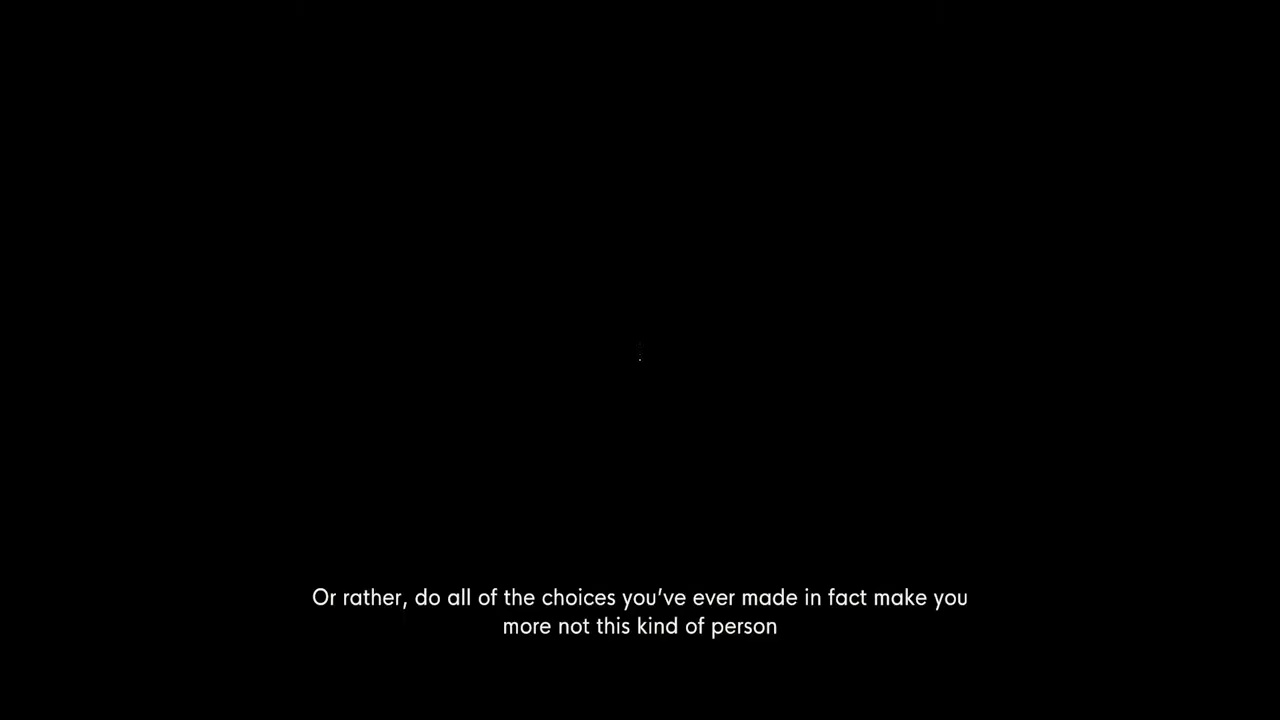 Or rather, do all of the choices you've ever made in fact make you
more not this kind of person